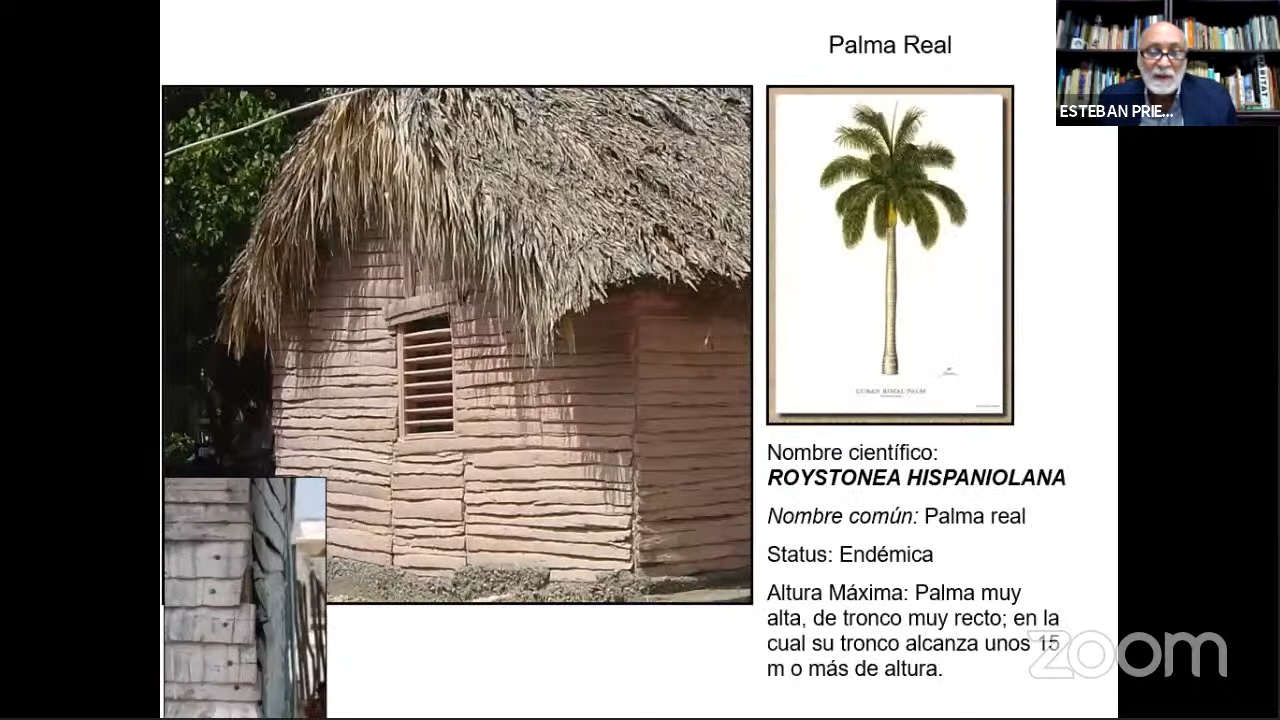 Palma Real
ESTEBAN PRIE...
CUBAN ROYAL PALM
Nombre científico:
ROYSTONEA HISPANIOLANA
Nombre común: Palma real
Status: Endémica
Altura Máxima: Palma muy
alta, de tronco muy recto; en la
cual su tronco alcanza unos 15
m o más de altura.
zoom